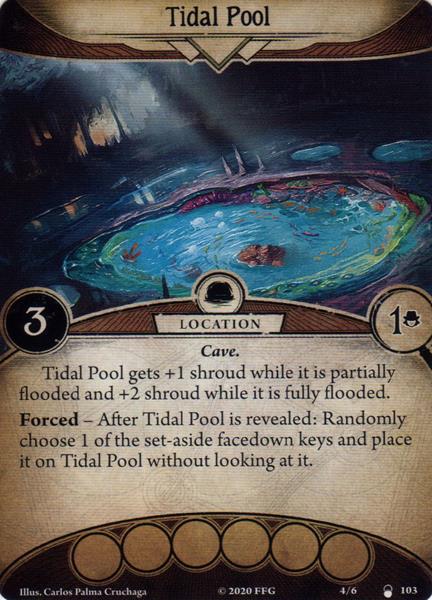 Tidal Pool
3
LOCATION
1
Cave.
Tidal Pool gets +1 shroud while it is partially
flooded and +2 shroud while it is fully flooded.
Forced – After Tidal Pool is revealed: Randomly
choose 1 of the set-aside facedown keys and place
it on Tidal Pool without looking at it.
Illus. Carlos Palma Cruchaga © 2020 FFG 4/6 103